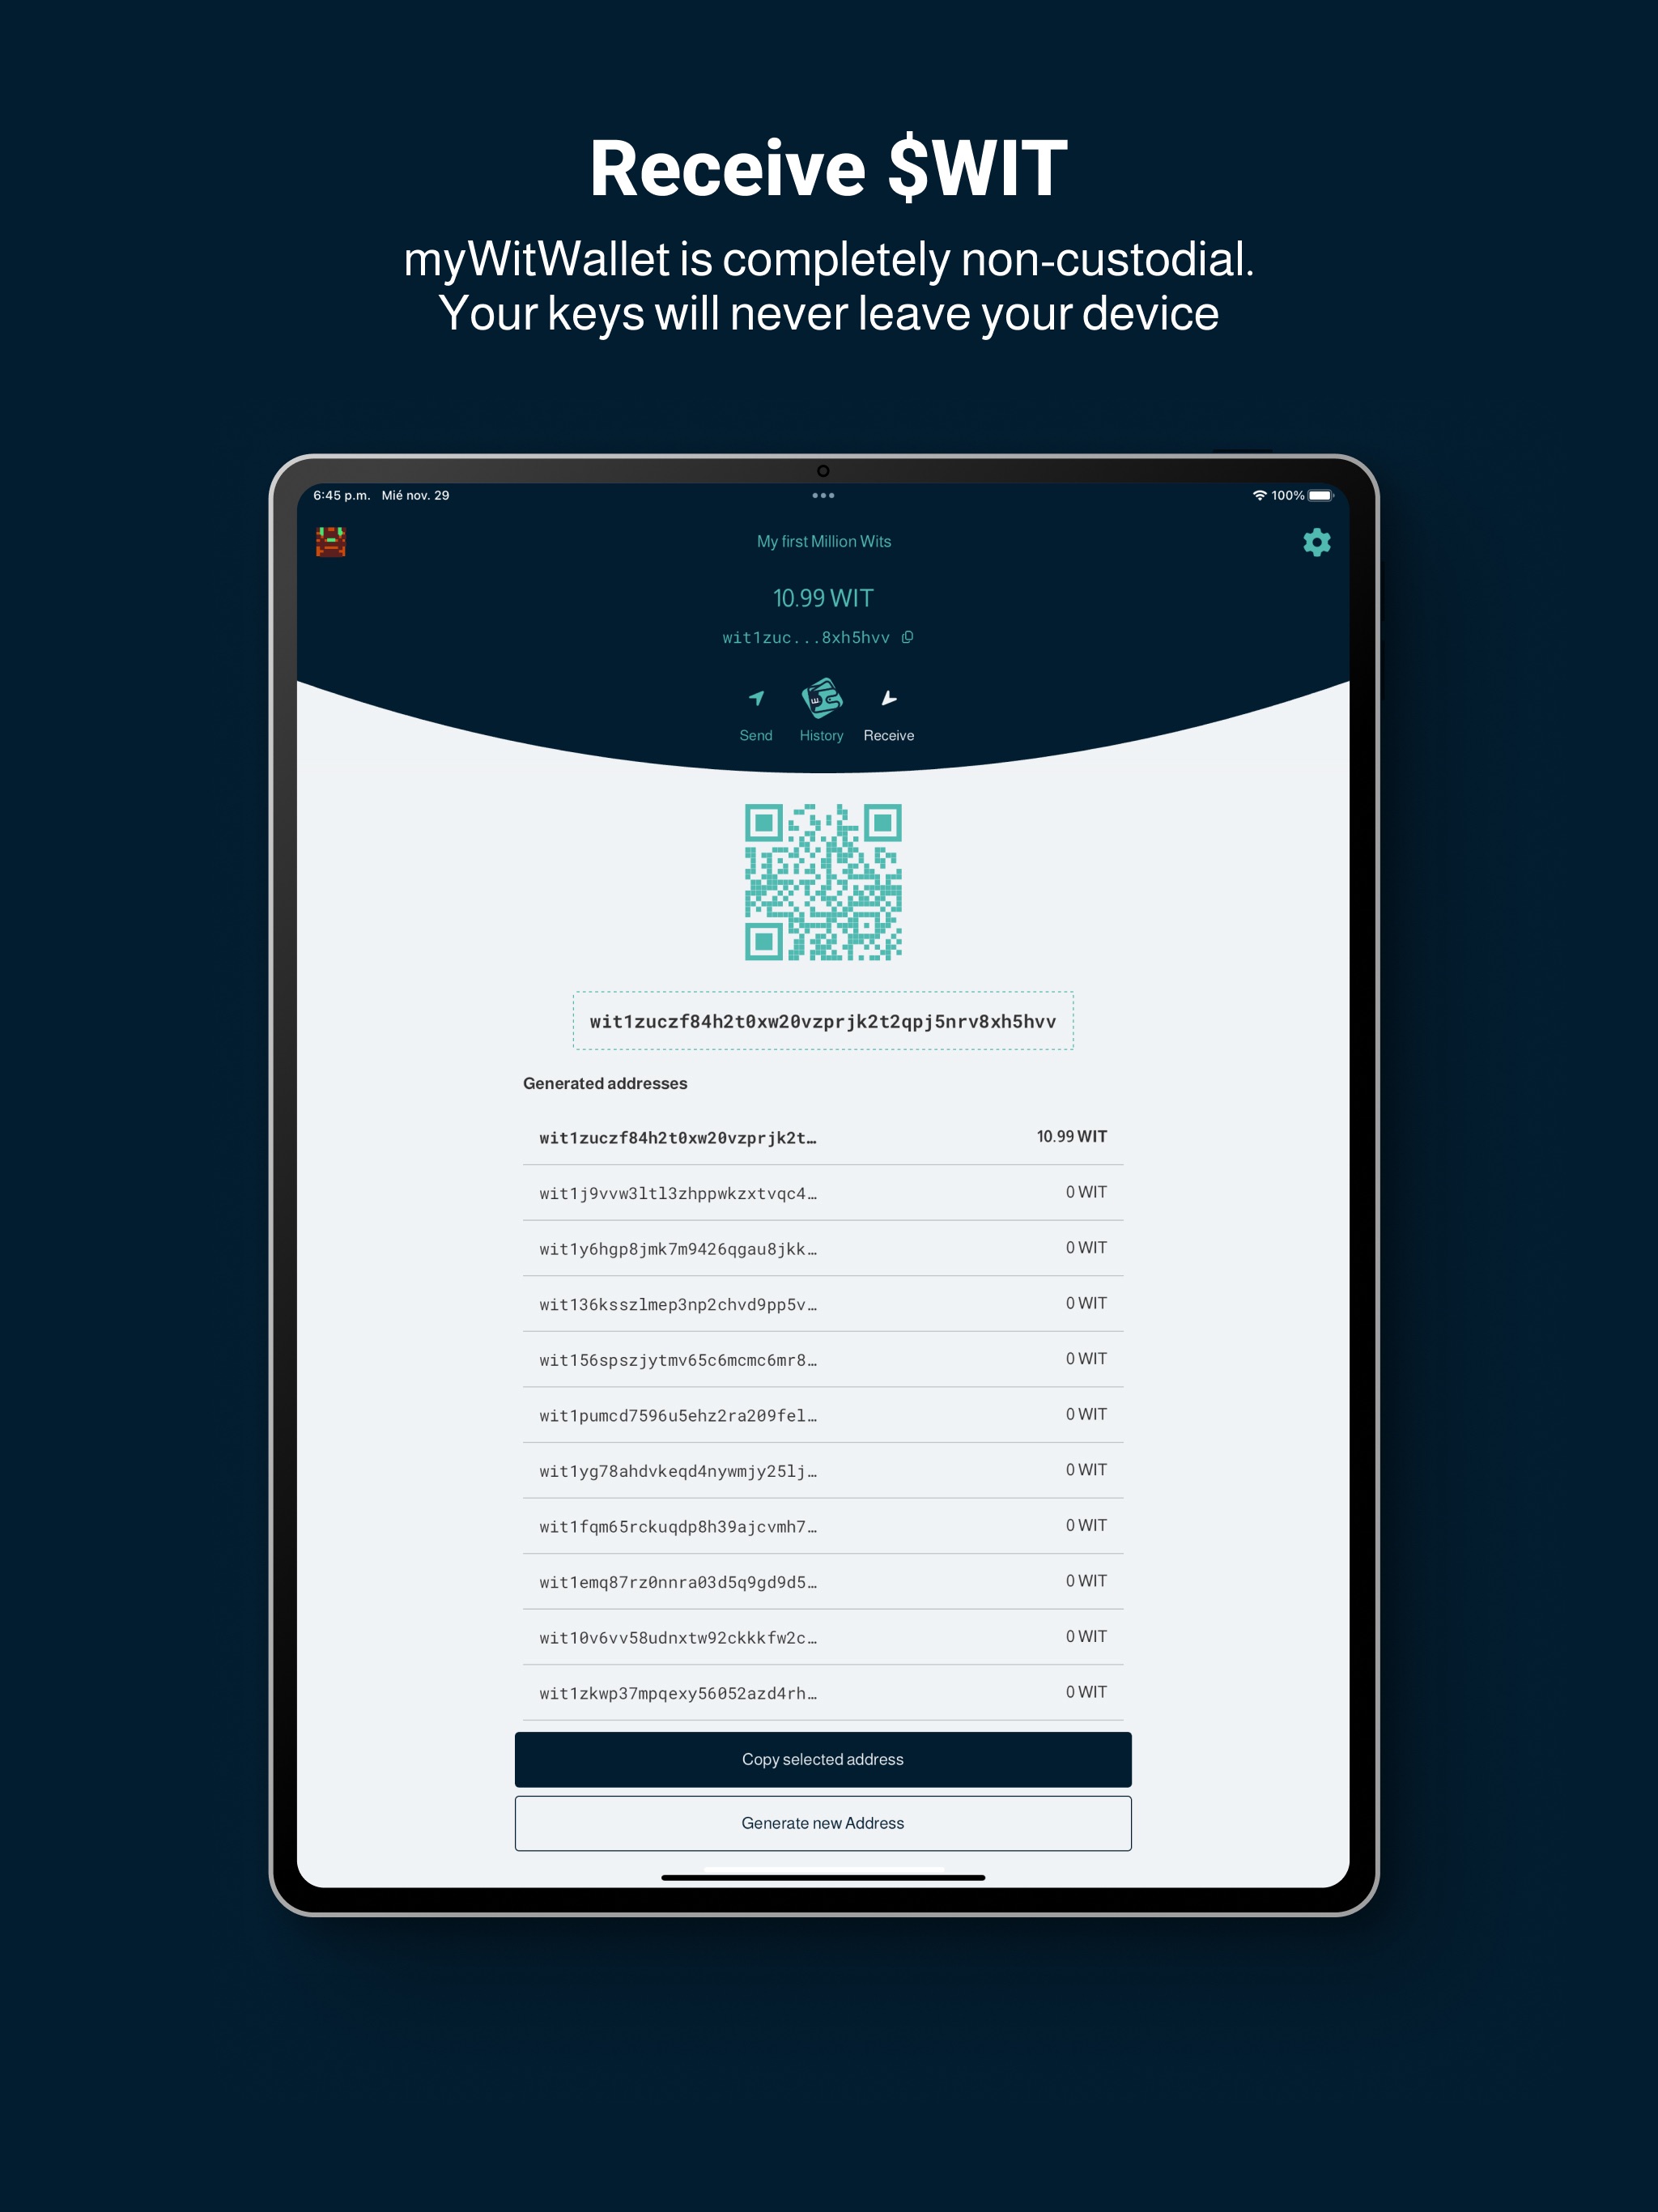 Receive $WIT
myWitWallet is completely non-custodial.
Your keys will never leave your device
6:45 p.m. Mié nov. 29
100%
My first Million Wits
10.99 WIT
wit1zuc...8xh5hvv
Send History Receive
wit1zuczf84h2t0xw20vzprjk2t2qpj5nrv8xh5hvv
Generated addresses
wit1zuczf84h2t0xw20vzprjk2t… 10.99 WIT
wit1j9vvw3ltl3zhppwkzxtvqc4… 0 WIT
wit1y6hgp8jmk7m9426qgau8jkk… 0 WIT
wit136ksszlmep3np2chvd9pp5v… 0 WIT
wit156spszjytmv65c6mcmc6mr8… 0 WIT
wit1pumcd7596u5ehz2ra209fel… 0 WIT
wit1yg78ahdvkeqd4nywmjy25lj… 0 WIT
wit1fqm65rckuqdp8h39ajcvmh7… 0 WIT
wit1emq87rz0nnra03d5q9gd9d5… 0 WIT
wit10v6vv58udnxtw92ckkkfw2c… 0 WIT
wit1zkwp37mpqexy56052azd4rh… 0 WIT
Copy selected address
Generate new Address